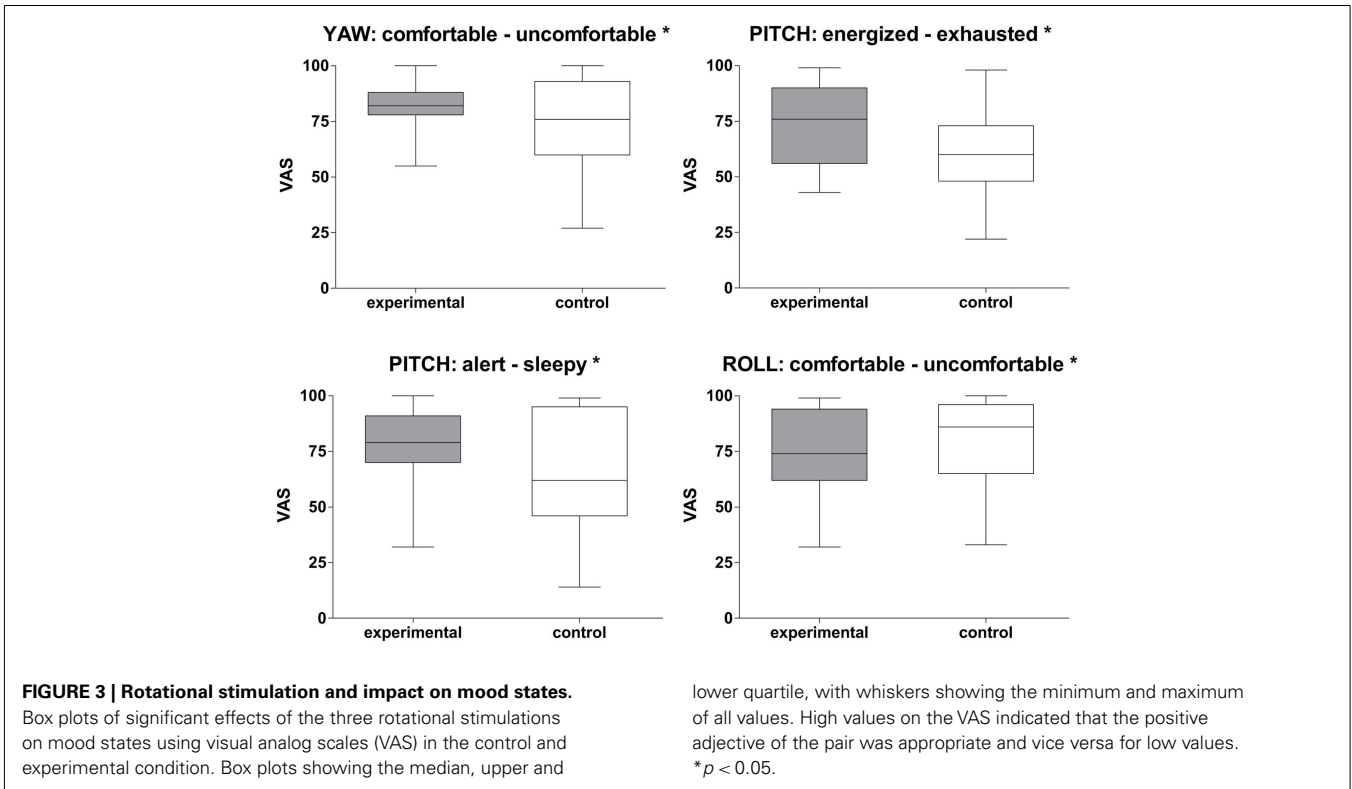 YAW: comfortable - uncomfortable *
100
75
50
25
0
VAS
experimental control
PITCH: energized - exhausted *
100
75
50
25
0
VAS
experimental control
PITCH: alert - sleepy *
100
75
50
25
0
VAS
experimental control
ROLL: comfortable - uncomfortable *
100
75
50
25
0
VAS
experimental control
FIGURE 3 | Rotational stimulation and impact on mood states.
Box plots of significant effects of the three rotational stimulations
on mood states using visual analog scales (VAS) in the control and
experimental condition. Box plots showing the median, upper and
lower quartile, with whiskers showing the minimum and maximum
of all values. High values on the VAS indicated that the positive
adjective of the pair was appropriate and vice versa for low values.
*p < 0.05.